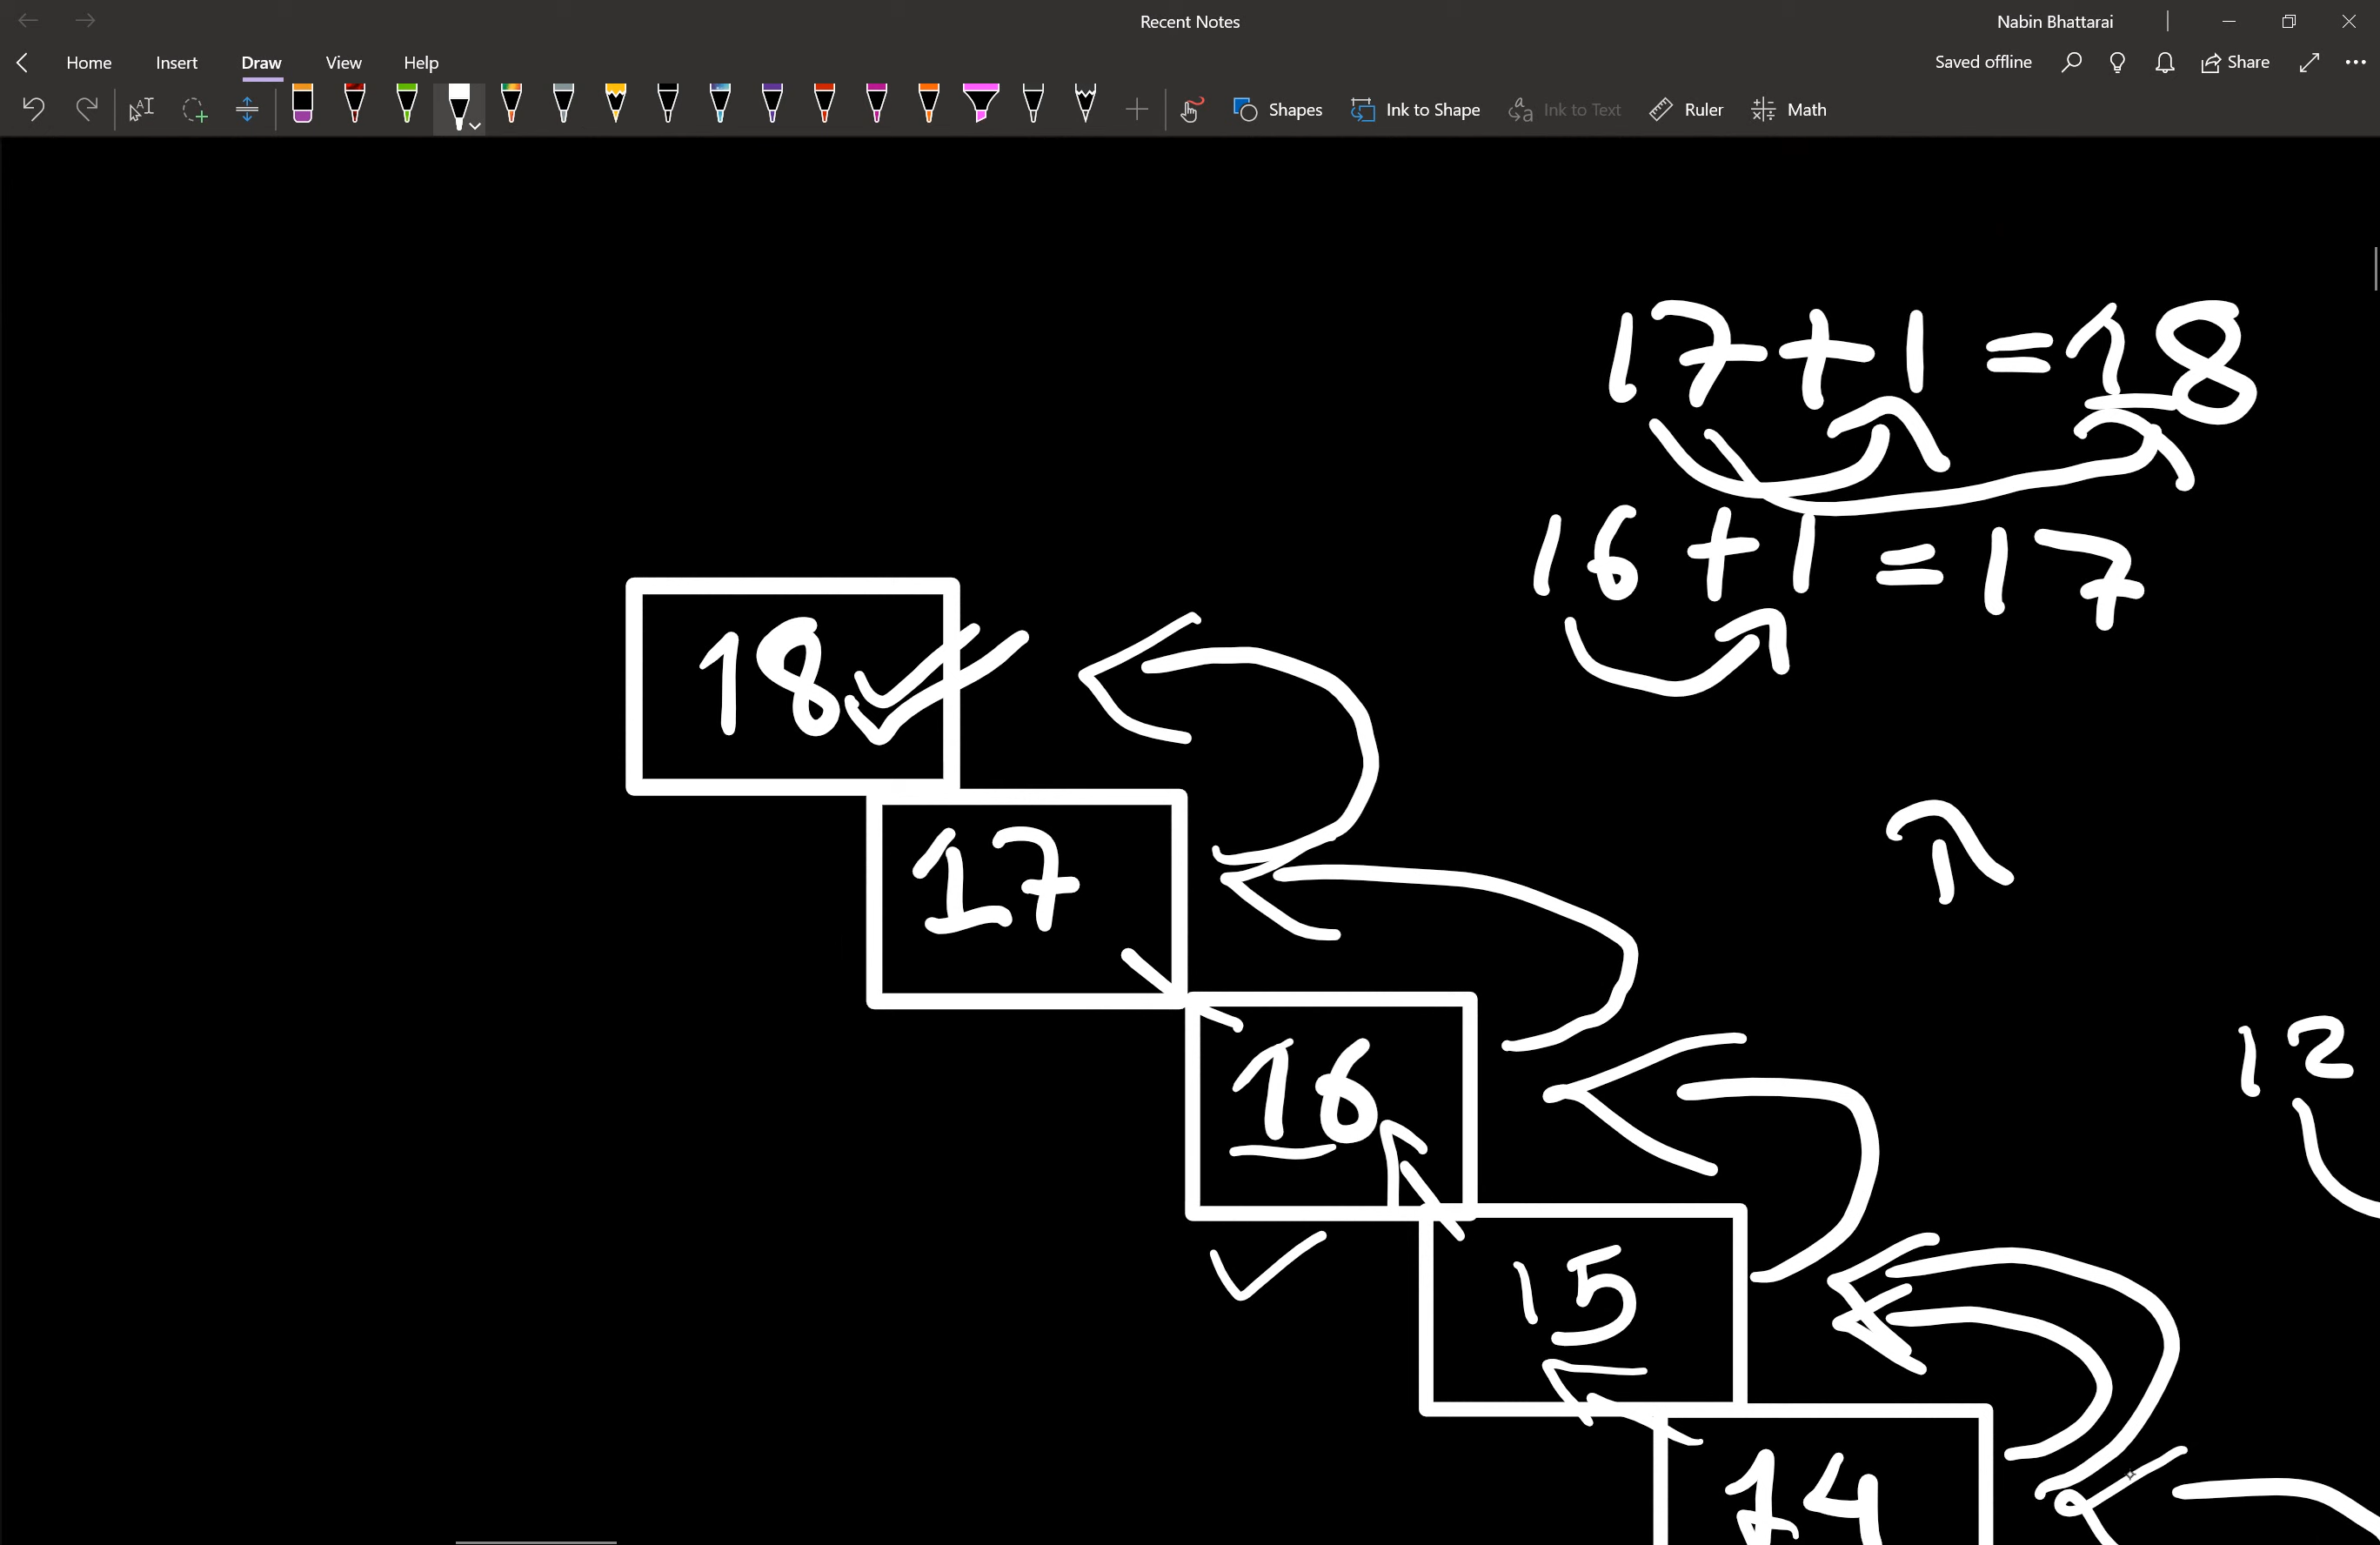 Recent Notes
Nabin Bhattarai
Home Insert Draw View Help
Saved offline
Share
Shapes
Ink to Shape
Ink to Text
Ruler
Math
17+1=18
16+1=17
18
17
16
12
15
14